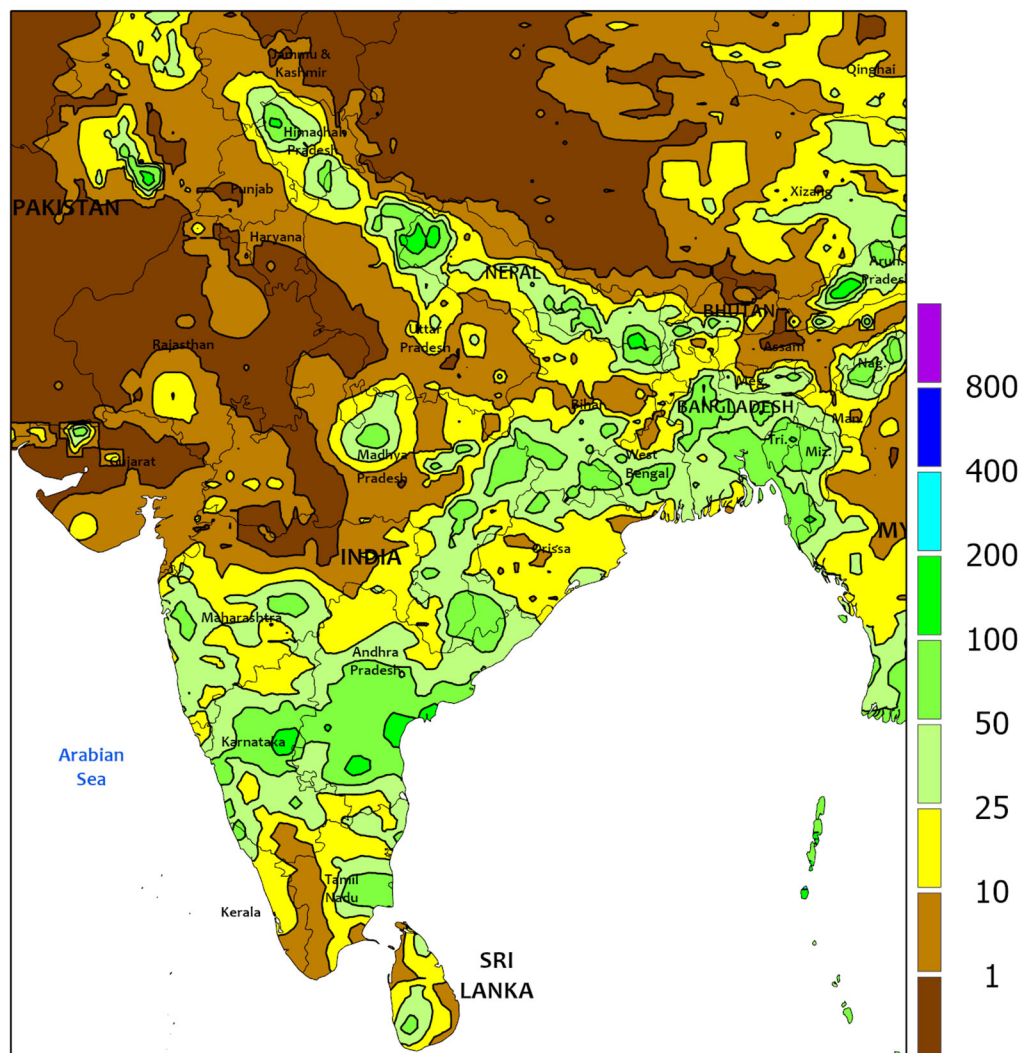 Jammu &
Kashmir
Qinghai
Himachal
Pradesh
Punjab
Xizang
PAKISTAN
Haryana
Arun.
Pradesh
NEPAL
BHUTAN
Uttar
Pradesh
Rajasthan
Assam
Nag.
Meg.
800
Bihar
BANGLADESH
Man.
Tri.
Miz.
Madhya
Pradesh
West
Bengal
Gujarat
400
MY
INDIA
Orissa
200
Maharashtra
100
Andhra
Pradesh
50
Karnataka
Arabian
Sea
25
Tamil
Nadu
10
Kerala
SRI
LANKA
1